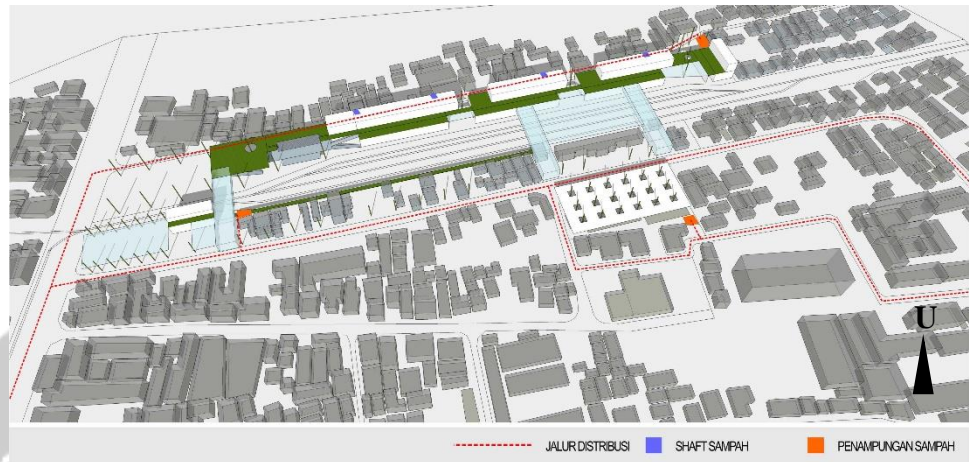 U
JALUR DISTRIBUSI
SHAFT SAMPAH
PENAMPUNGAN SAMPAH